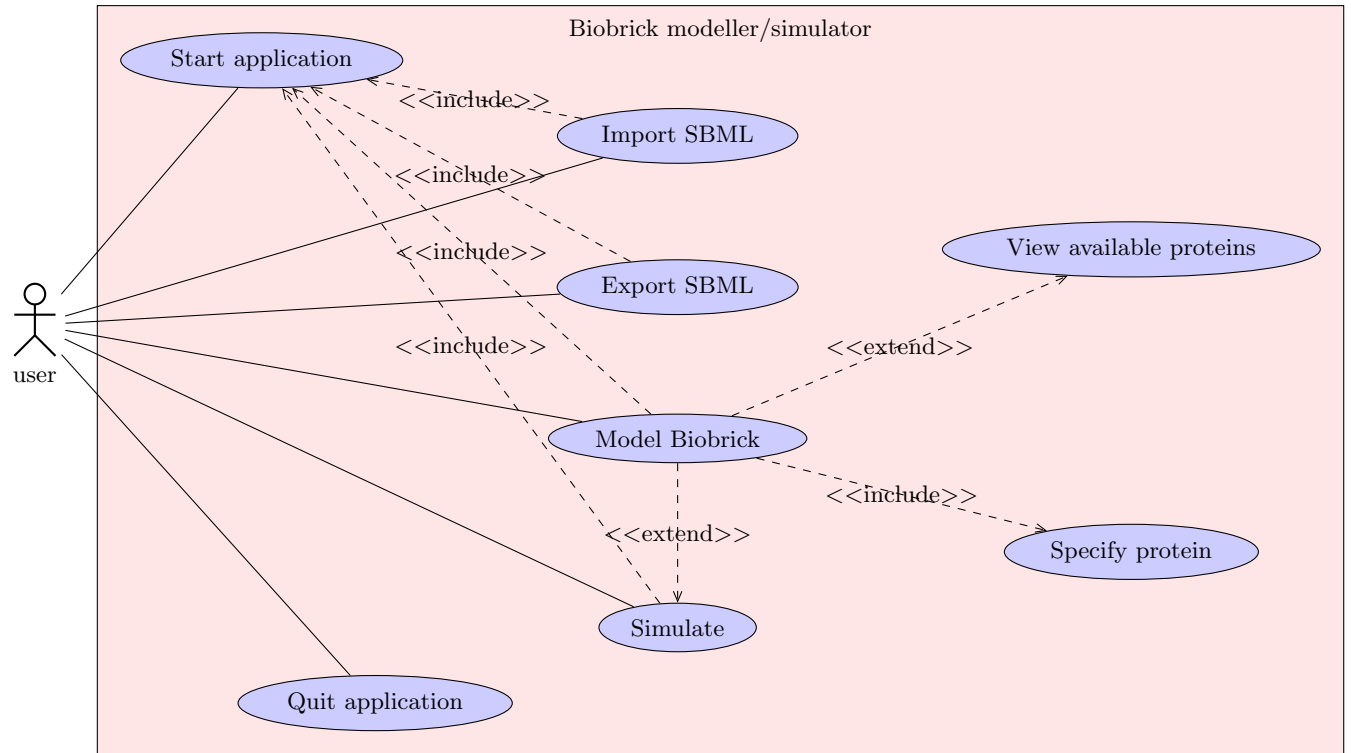 Biobrick modeller/simulator
Start application
<<include>>
Import SBML
<<include>>
<<include>>
View available proteins
Export SBML
<<include>>
<<extend>>
user
Model Biobrick
<<include>>
<<extend>>
Specify protein
Simulate
Quit application